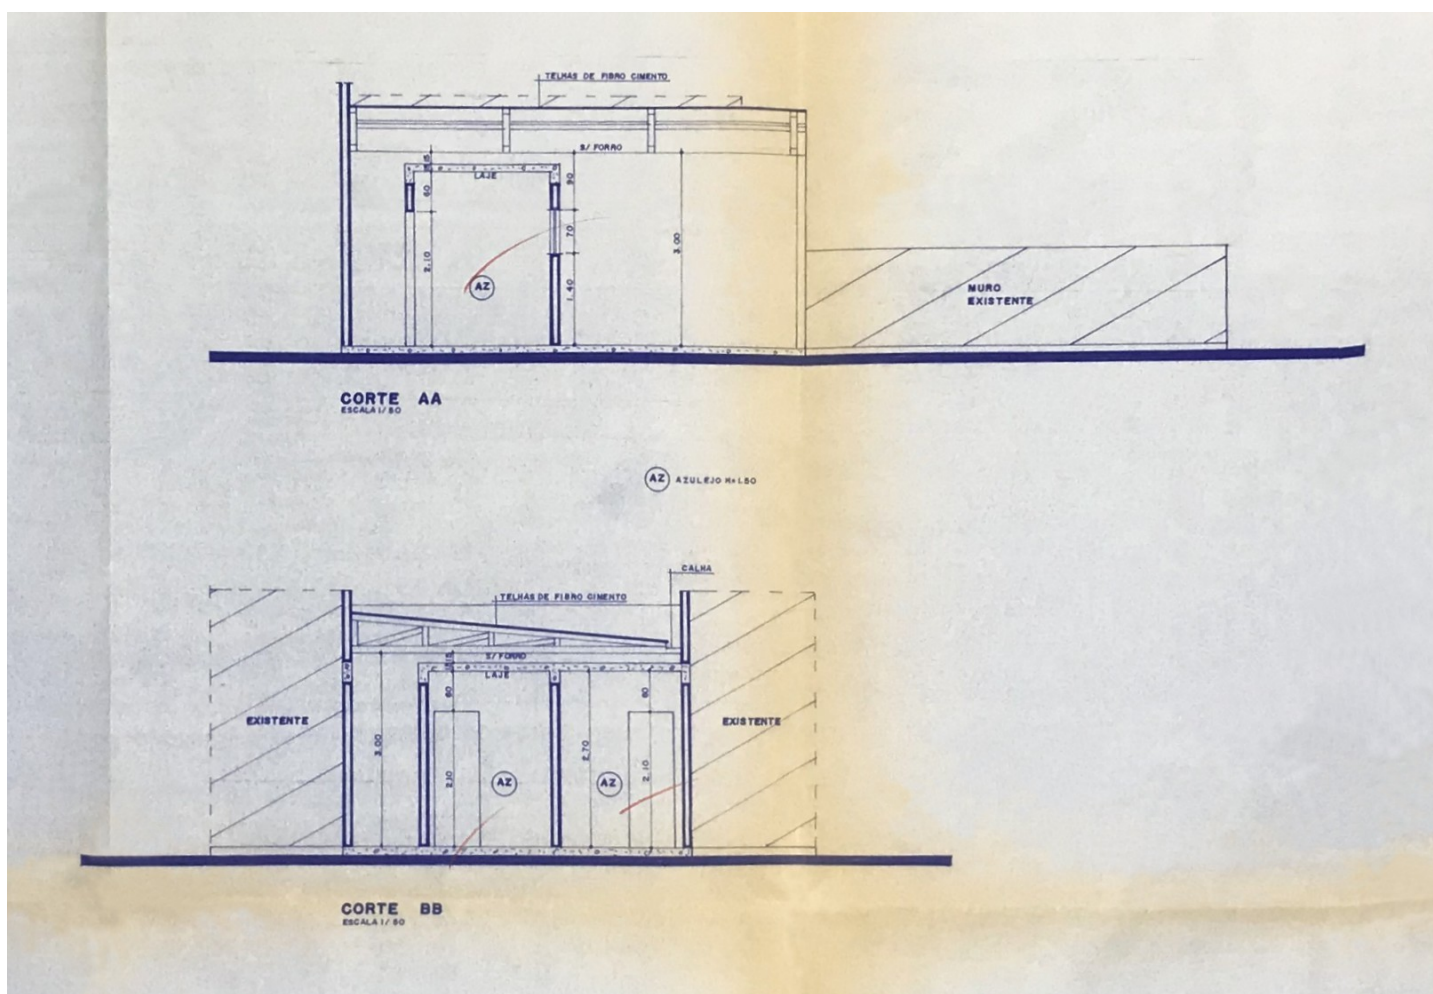 TELHAS DE FIBRO CIMENTO
S/ FORRO
LAJE
15
60
2.10
90
70
1.40
3.00
AZ
MURO
EXISTENTE
CORTE AA
ESCALA 1/50
AZ AZULEJO H=1.50
CALHA
TELHAS DE FIBRO CIMENTO
S/ FORRO
LAJE
15
60
60
EXISTENTE
EXISTENTE
3.00
2.10
AZ
2.70
AZ
2.10
CORTE BB
ESCALA 1/50